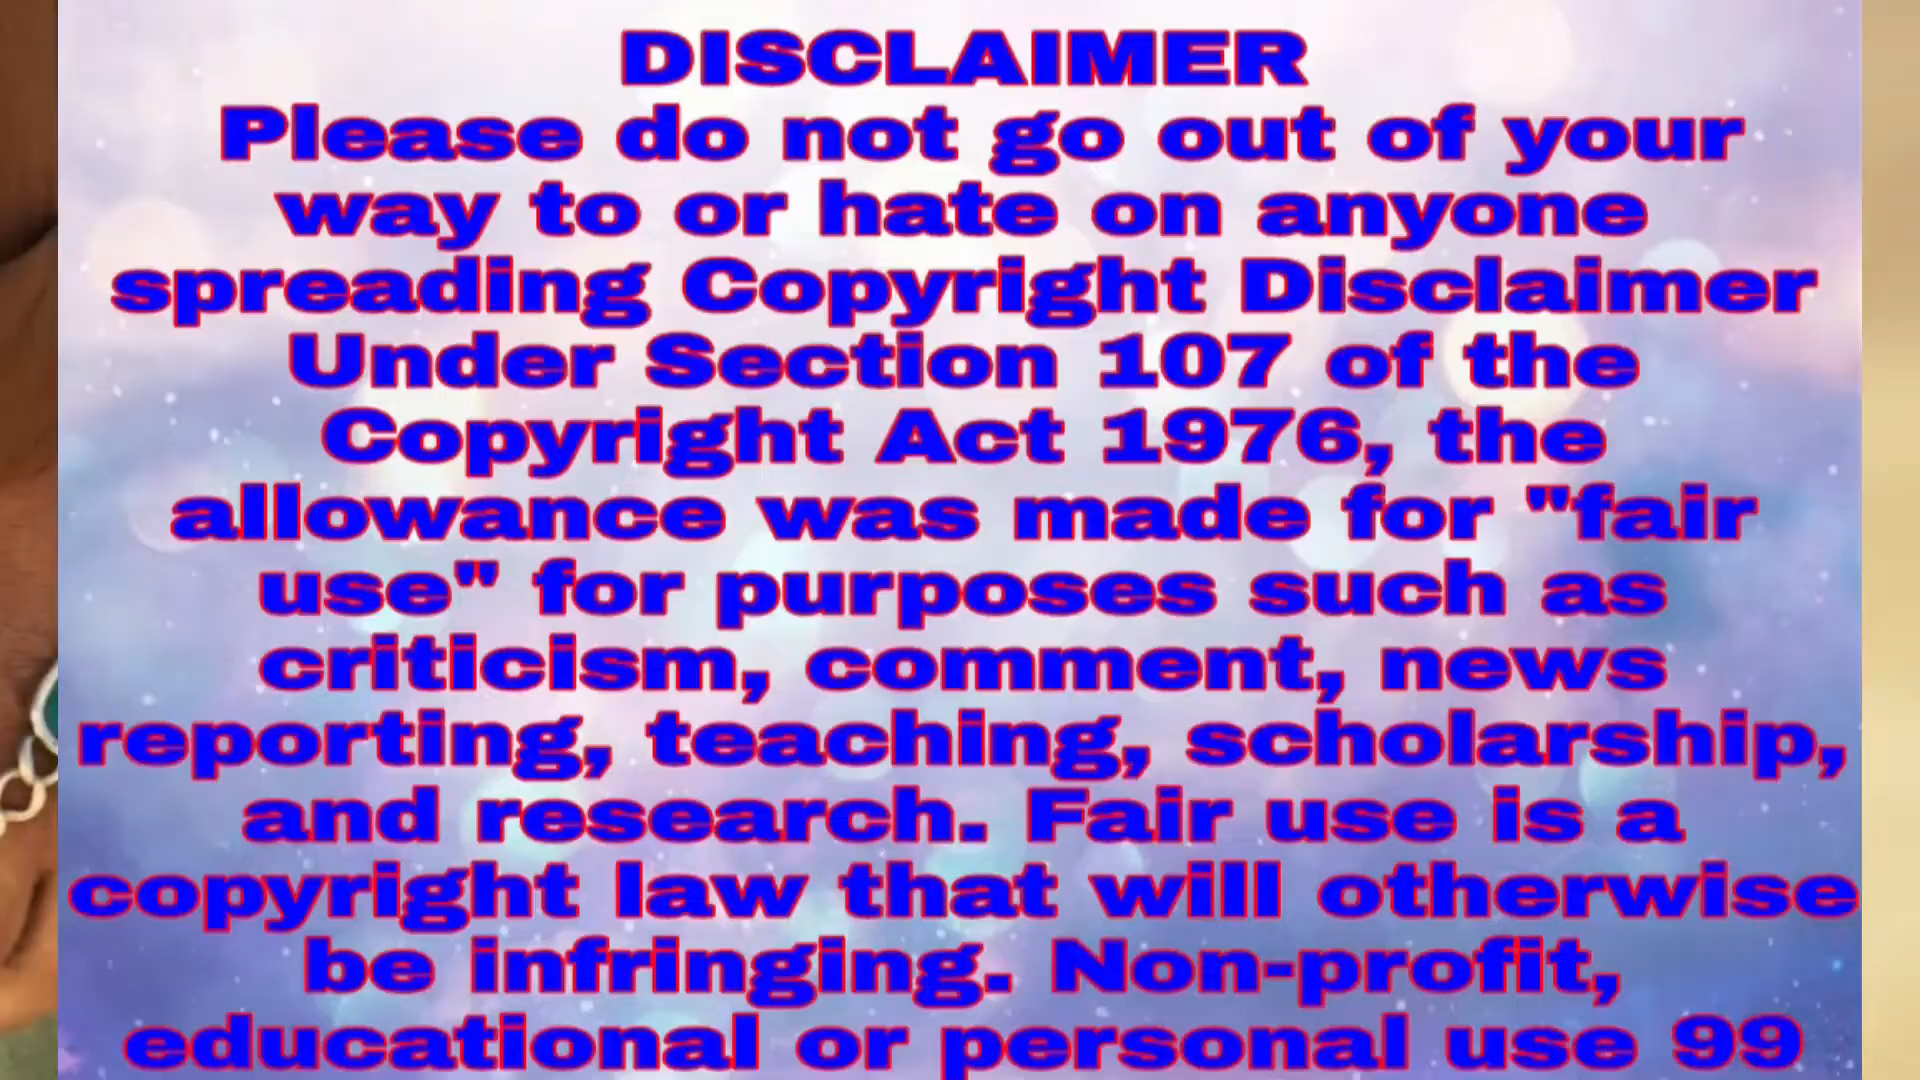 DISCLAIMER
Please do not go out of your
way to or hate on anyone
spreading Copyright Disclaimer
Under Section 107 of the
Copyright Act 1976, the
allowance was made for "fair
use" for purposes such as
criticism, comment, news
reporting, teaching, scholarship,
and research. Fair use is a
copyright law that will otherwise
be infringing. Non-profit,
educational or personal use 99